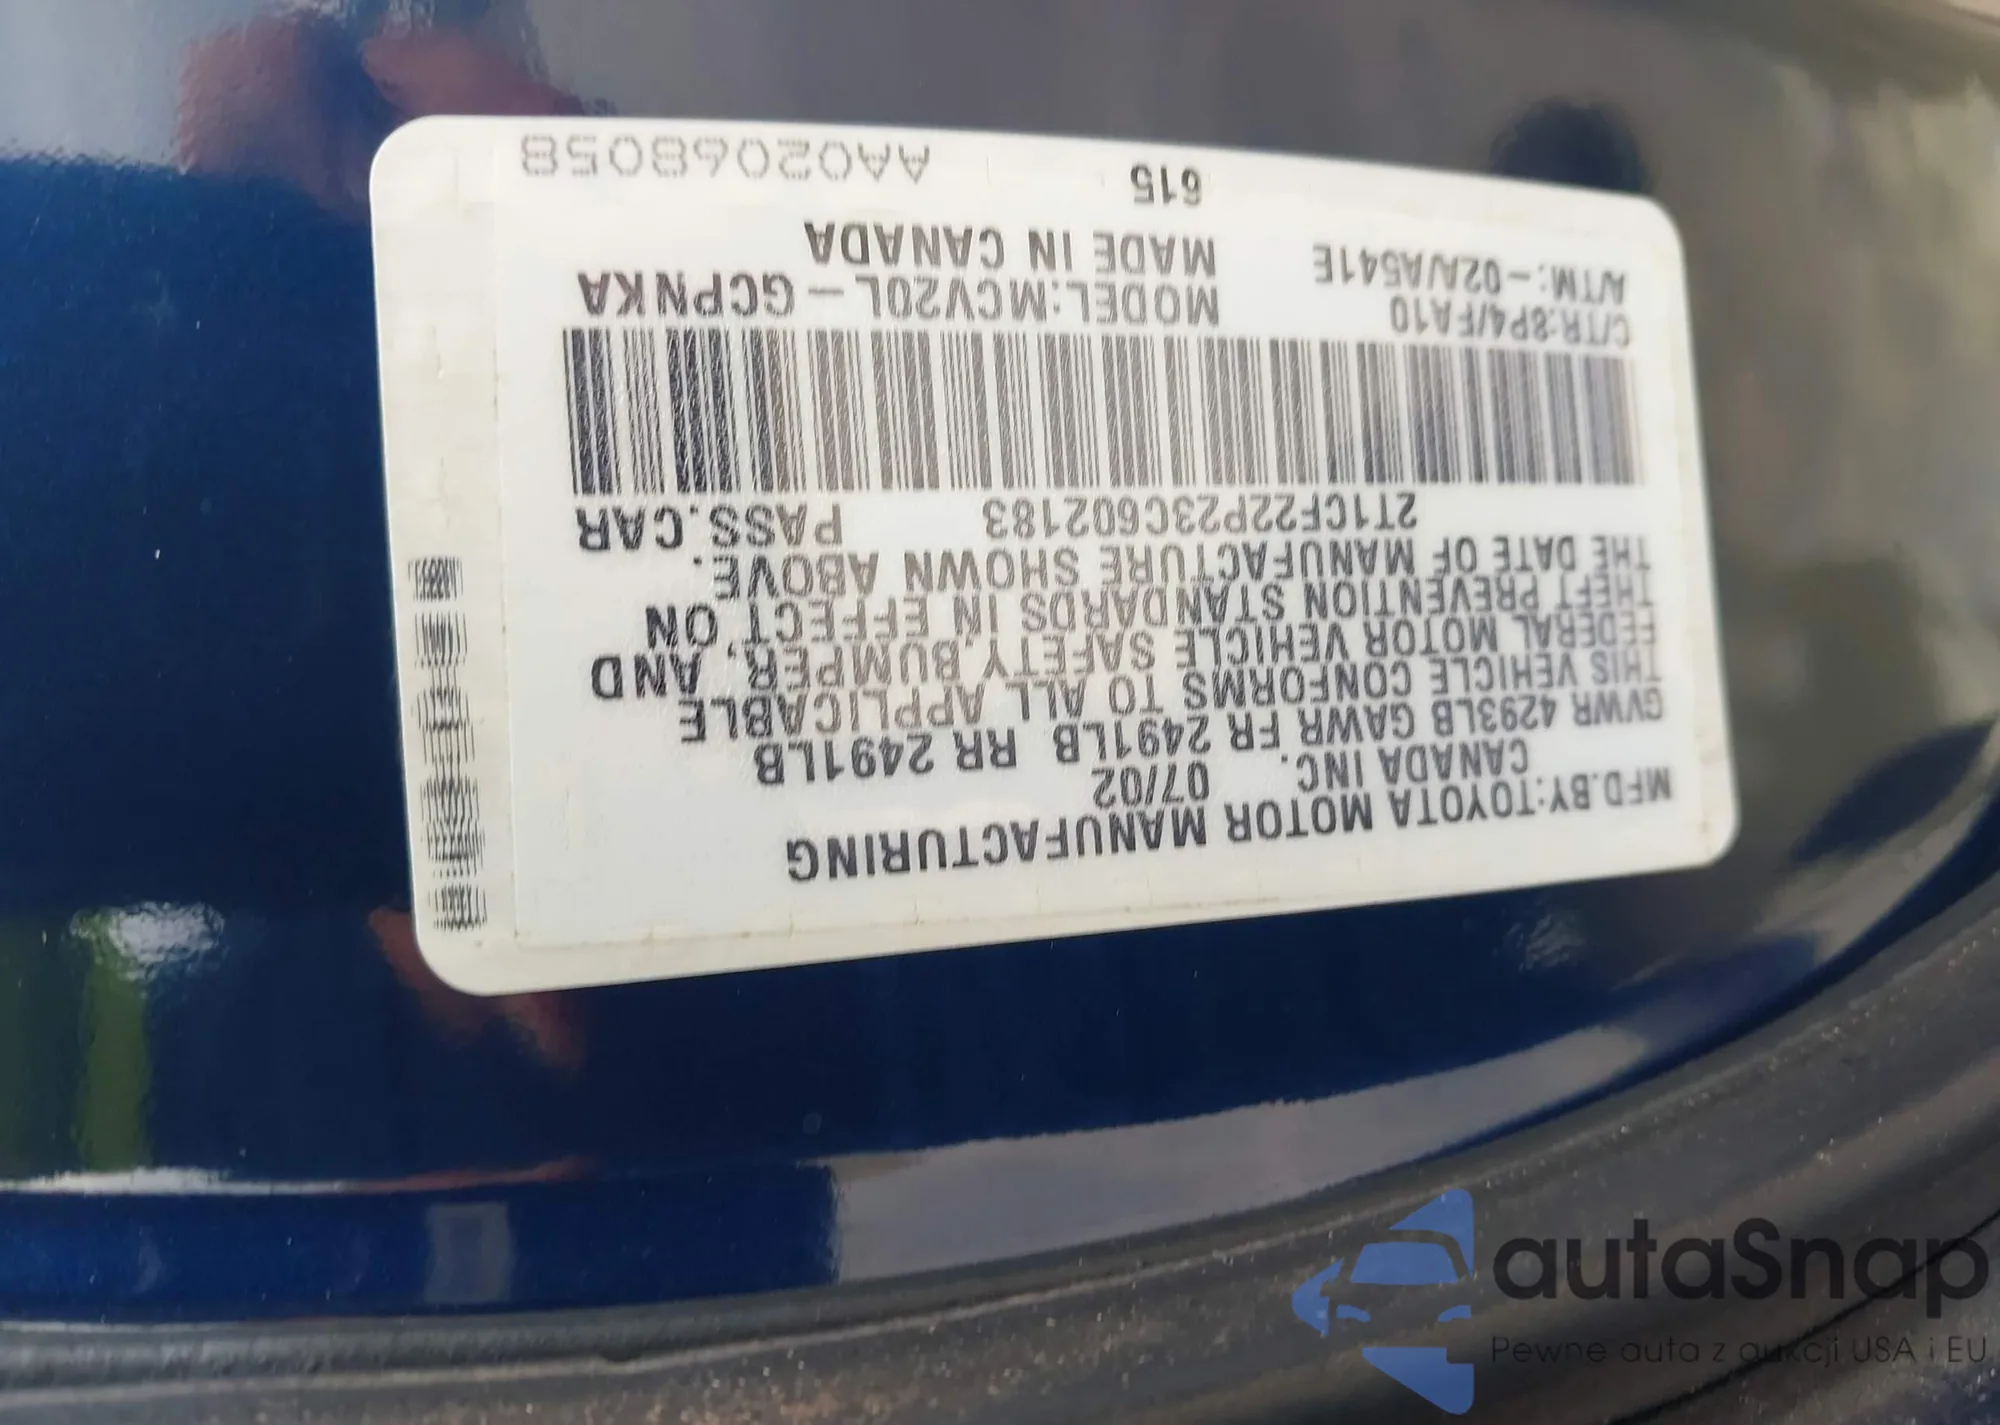 MFD.BY:TOYOTA MOTOR MANUFACTURING
CANADA INC. 07/02
GVWR 4293LB GAWR FR 2491LB RR 2491LB
THIS VEHICLE CONFORMS TO ALL APPLICABLE
FEDERAL MOTOR VEHICLE SAFETY,BUMPER, AND
THEFT PREVENTION STANDARDS IN EFFECT ON
THE DATE OF MANUFACTURE SHOWN ABOVE.
2T1CF22P23C602183 PASS.CAR
C/TR:8P4/FA10 MODEL:MCV20L-GCPNKA
A/TM:-02A/A541E MADE IN CANADA
615
AA0206805B
autaSnap
Pewne auta z aukcji USA i EU